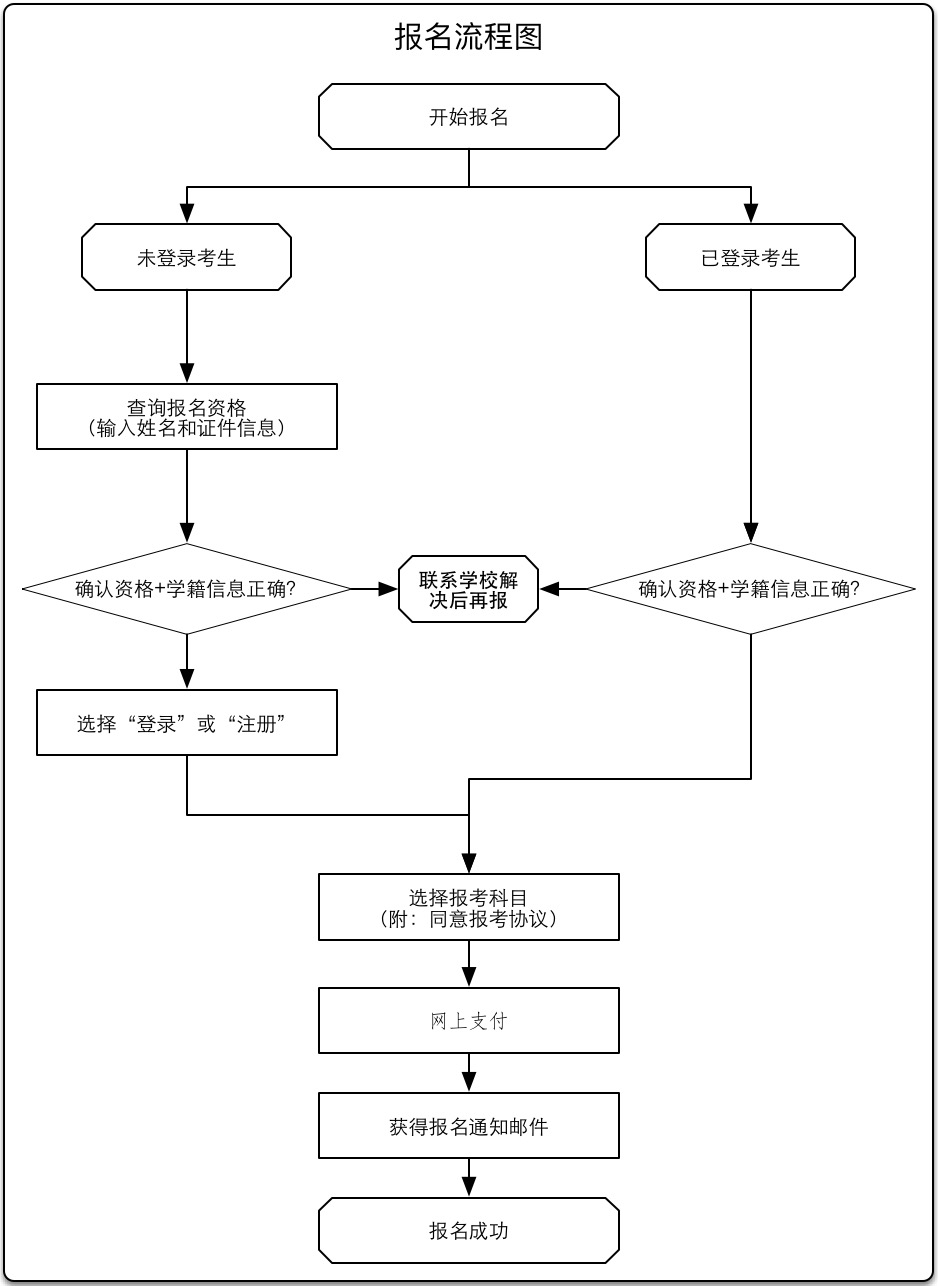 报名流程图
开始报名
未登录考生
已登录考生
查询报名资格
（输入姓名和证件信息）
确认资格+学籍信息正确?
联系学校解
决后再报
确认资格+学籍信息正确?
选择“登录”或“注册”
选择报考科目
（附：同意报考协议）
网上支付
获得报名通知邮件
报名成功